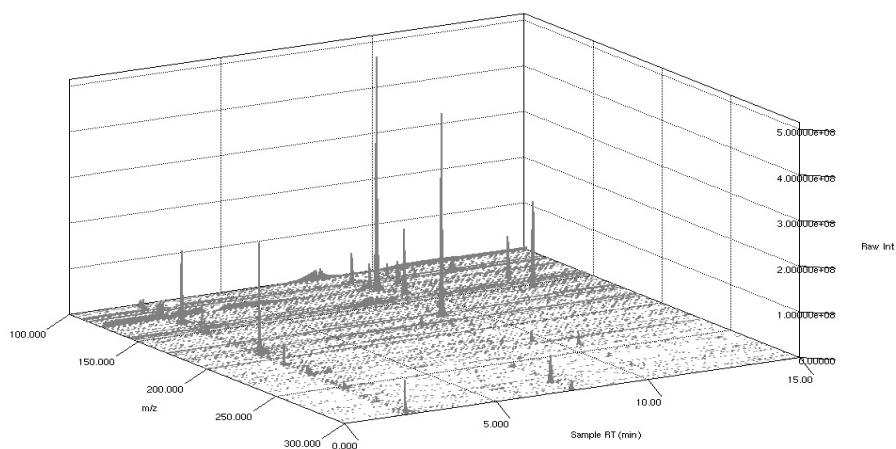 5.00000e+08
4.00000e+08
3.00000e+08
Raw Int
2.00000e+08
1.00000e+08
0.00000
100.000
150.000
200.000
250.000
300.000
m/z
0.000
5.000
10.00
15.00
Sample RT (min)